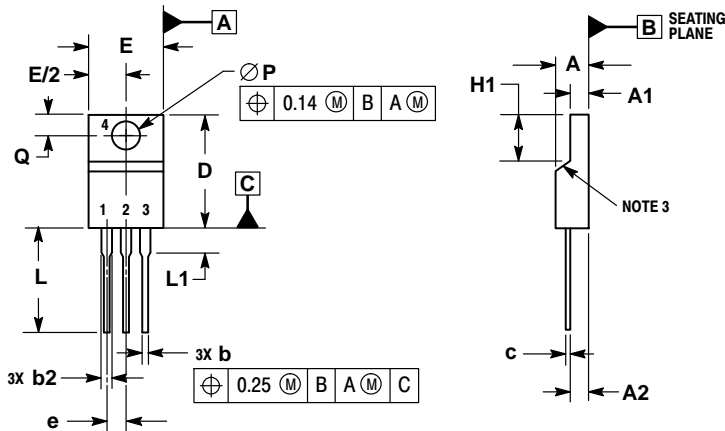 A
B SEATING
PLANE
E
E/2
∅ P
⌖ 0.14 Ⓜ B A Ⓜ
H1
A
A1
4
Q
D
C
NOTE 3
1 2 3
L
L1
3X b
c
3X b2
⌖ 0.25 Ⓜ B A Ⓜ C
A2
e